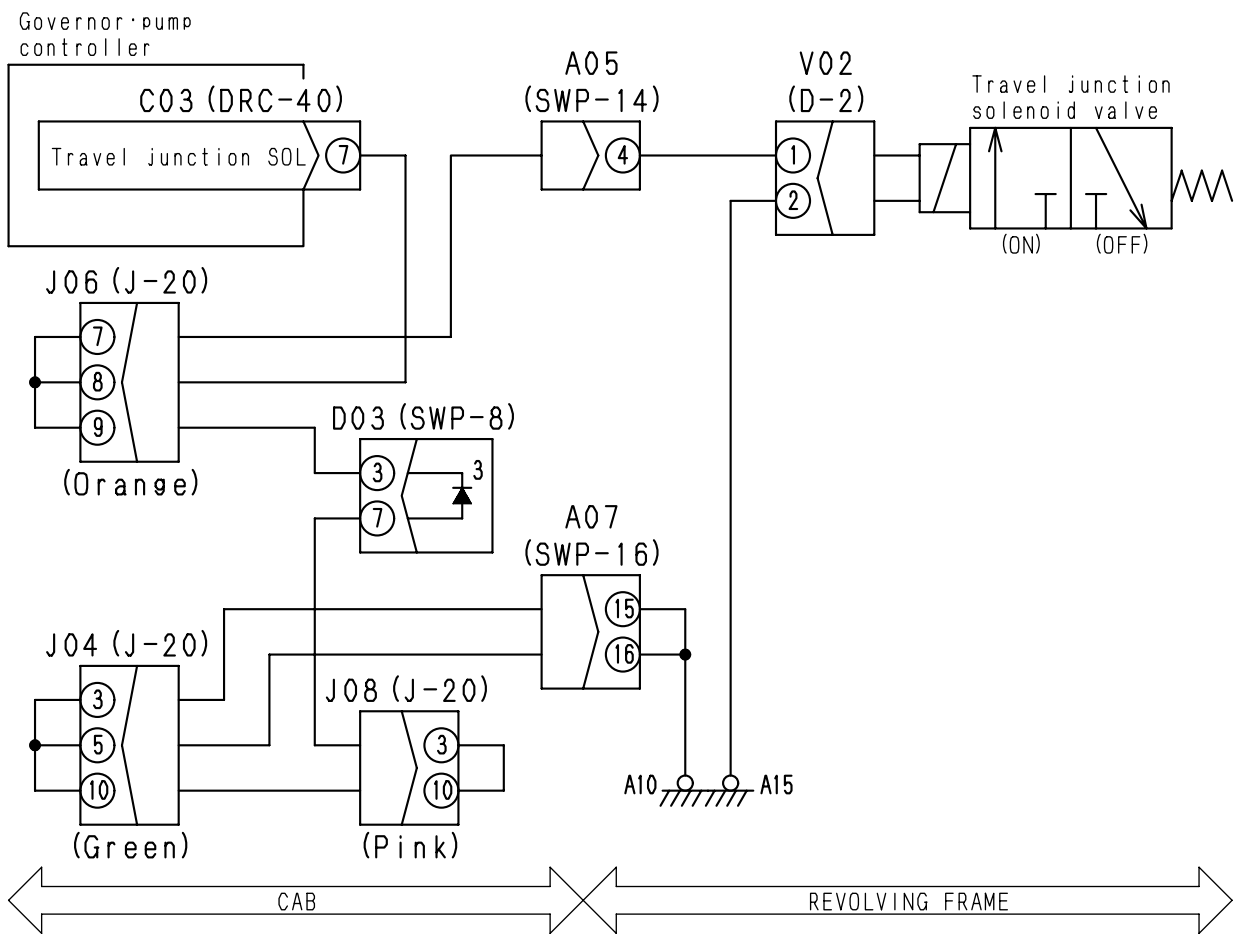 Governor·pump
controller
C03 (DRC-40)
Travel junction SOL
7
A05
(SWP-14)
4
V02
(D-2)
1
2
Travel junction
solenoid valve
(ON)
(OFF)
J06 (J-20)
7
8
9
(Orange)
D03 (SWP-8)
3
7
3
A07
(SWP-16)
15
16
J04 (J-20)
3
5
10
(Green)
J08 (J-20)
3
10
(Pink)
A10
A15
CAB
REVOLVING FRAME